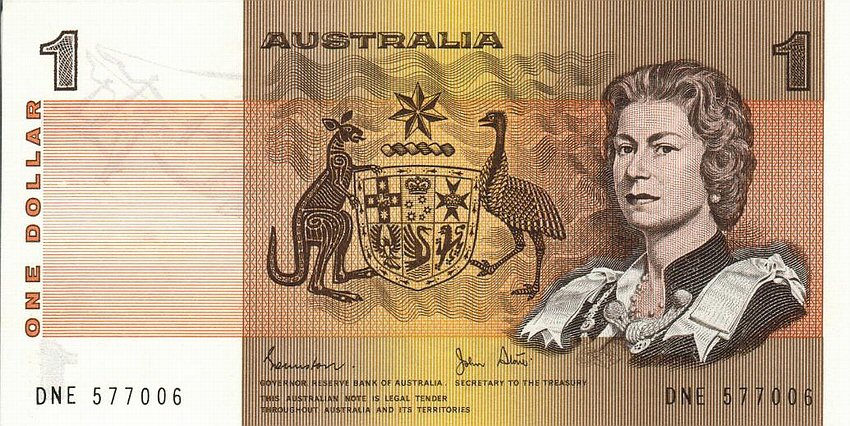 1
AUSTRALIA
1
ONE DOLLAR
John Stone
GOVERNOR, RESERVE BANK OF AUSTRALIA. SECRETARY TO THE TREASURY
THIS AUSTRALIAN NOTE IS LEGAL TENDER
THROUGHOUT AUSTRALIA AND ITS TERRITORIES
DNE 577006
DNE 577006